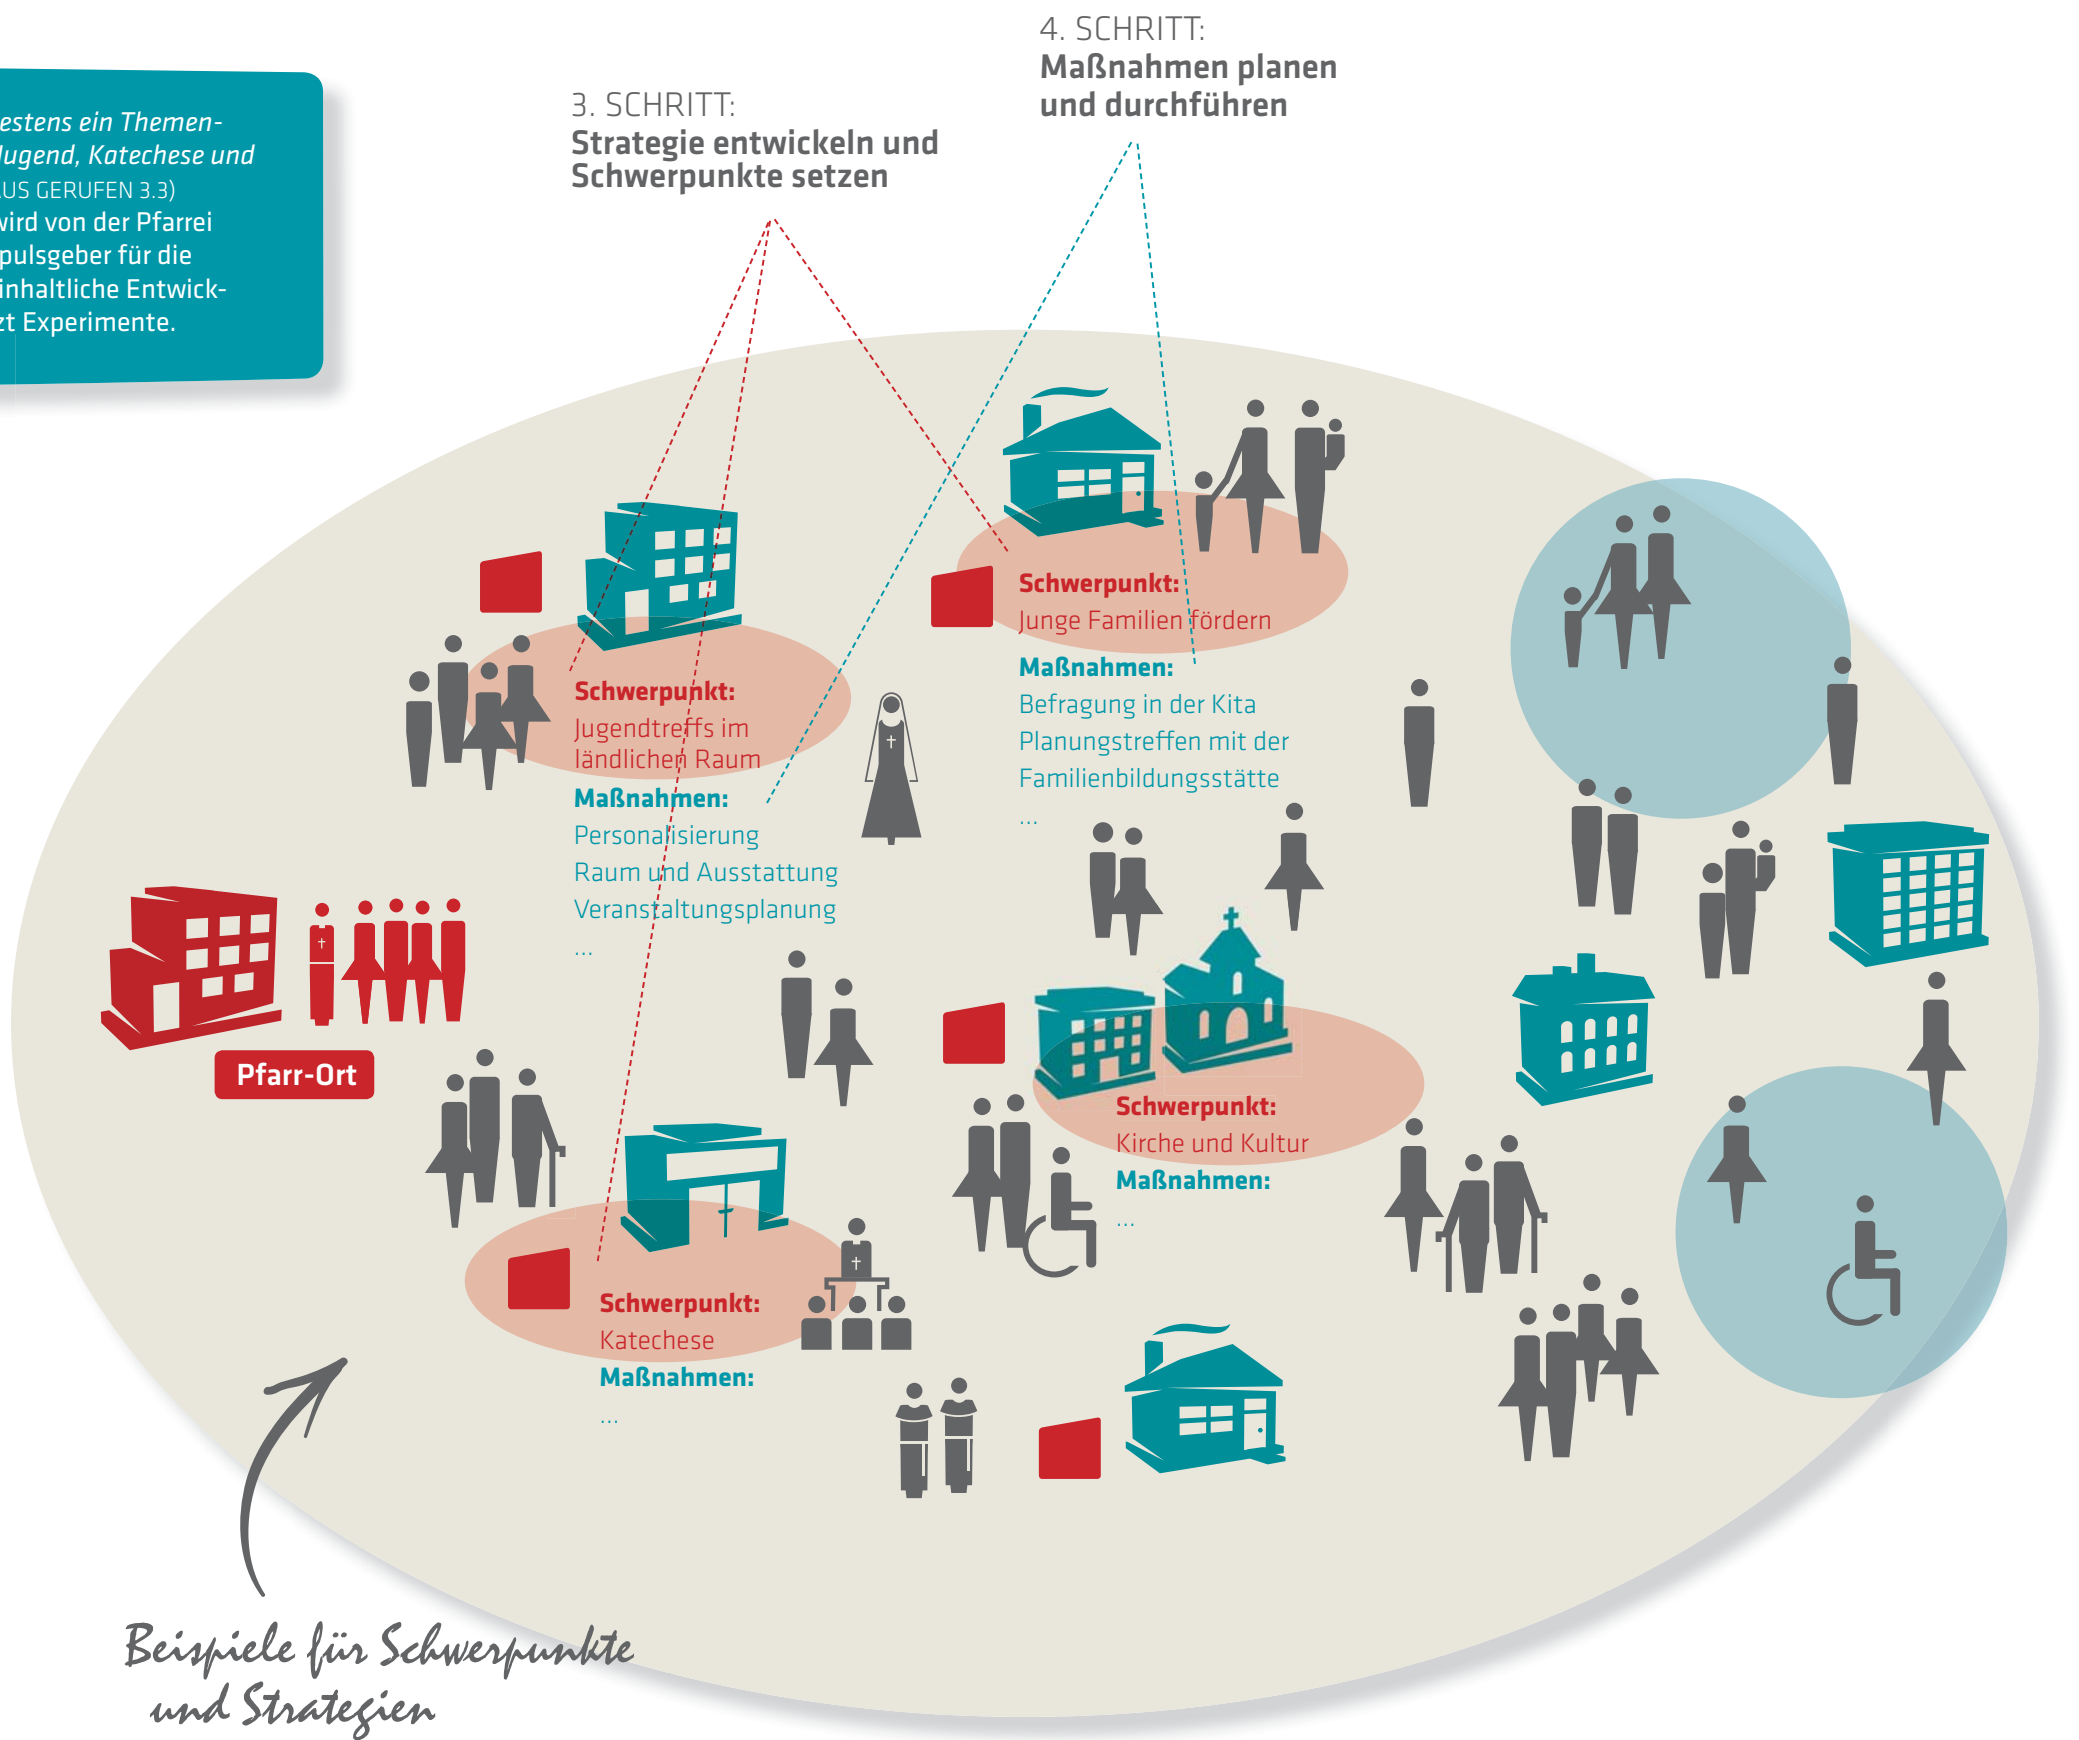 4. SCHRITT:
Maßnahmen planen
und durchführen
3. SCHRITT:
Strategie entwickeln und
Schwerpunkte setzen
estens ein Themen-
Jugend, Katechese und
AUS GERUFEN 3.3)
wird von der Pfarrei
pulsgeber für die
inhaltliche Entwick-
zt Experimente.
Schwerpunkt:
Junge Familien fördern
Maßnahmen:
Befragung in der Kita
Planungstreffen mit der
Familienbildungsstätte
...
Schwerpunkt:
Jugendtreffs im
ländlichen Raum
Maßnahmen:
Personalisierung
Raum und Ausstattung
Veranstaltungsplanung
...
Pfarr-Ort
Schwerpunkt:
Kirche und Kultur
Maßnahmen:
...
Schwerpunkt:
Katechese
Maßnahmen:
...
Beispiele für Schwerpunkte
und Strategien